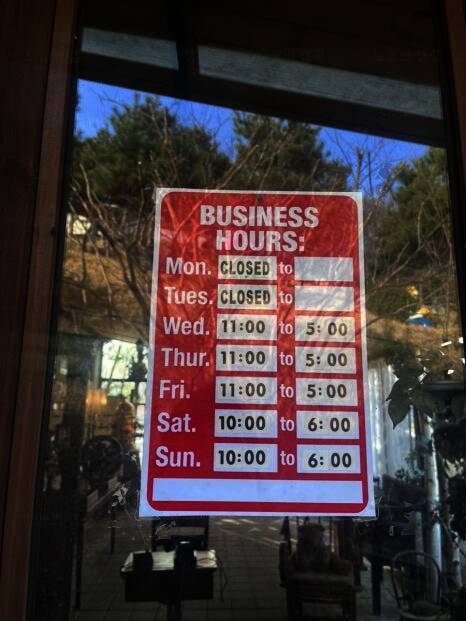 BUSINESS
HOURS:
Mon. CLOSED to
Tues. CLOSED to
Wed. 11:00 to 5:00
Thur. 11:00 to 5:00
Fri. 11:00 to 5:00
Sat. 10:00 to 6:00
Sun. 10:00 to 6:00